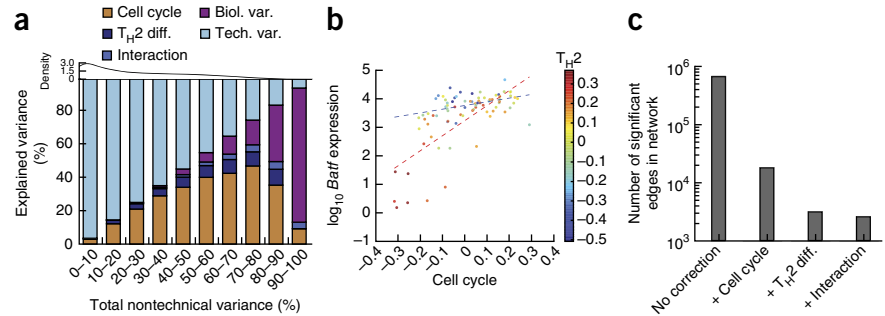 a
Cell cycle
Biol. var.
TH2 diff.
Tech. var.
Interaction
Density
3.0
1.5
0
Explained variance
(%)
80
60
40
20
0
0–10
10–20
20–30
30–40
40–50
50–60
60–70
70–80
80–90
90–100
Total nontechnical variance (%)
b
log10 Batf expression
5
4
3
2
1
0
–1
–0.4
–0.3
–0.2
–0.1
0
0.1
0.2
0.3
0.4
Cell cycle
TH2
0.3
0.2
0.1
0
–0.1
–0.2
–0.3
–0.4
–0.5
c
Number of significant
edges in network
10^6
10^5
10^4
10^3
No correction
+ Cell cycle
+ TH2 diff.
+ Interaction